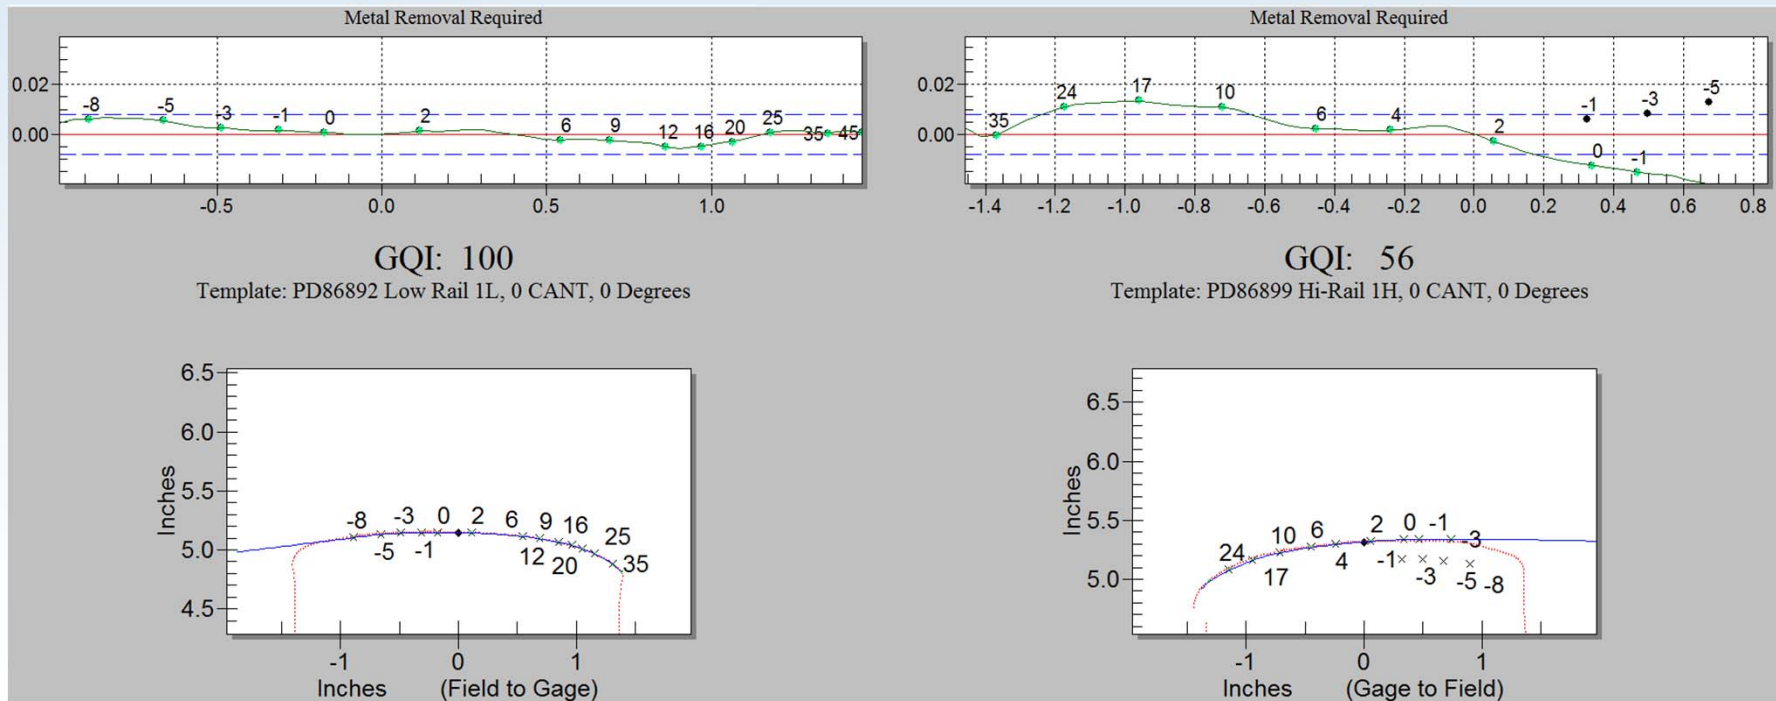 Metal Removal Required
0.02
0.00
-8 -5 -3 -1 0 2 6 9 12 16 20 25 35 45
-0.5 0.0 0.5 1.0
GQI: 100
Template: PD86892 Low Rail 1L, 0 CANT, 0 Degrees
6.5
6.0
5.5
5.0
4.5
Inches
-8 -3 0 2 6 9 16 25
-5 -1 12 20 35
-1 0 1
Inches (Field to Gage)
Metal Removal Required
0.02
0.00
35 24 17 10 6 4 2 0 -1
-1 -3 -5
-1.4 -1.2 -1.0 -0.8 -0.6 -0.4 -0.2 0.0 0.2 0.4 0.6 0.8
GQI: 56
Template: PD86899 Hi-Rail 1H, 0 CANT, 0 Degrees
6.5
6.0
5.5
5.0
Inches
24 10 6 2 0 -1 -3
17 4 -1 -3 -5 -8
-1 0 1
Inches (Gage to Field)